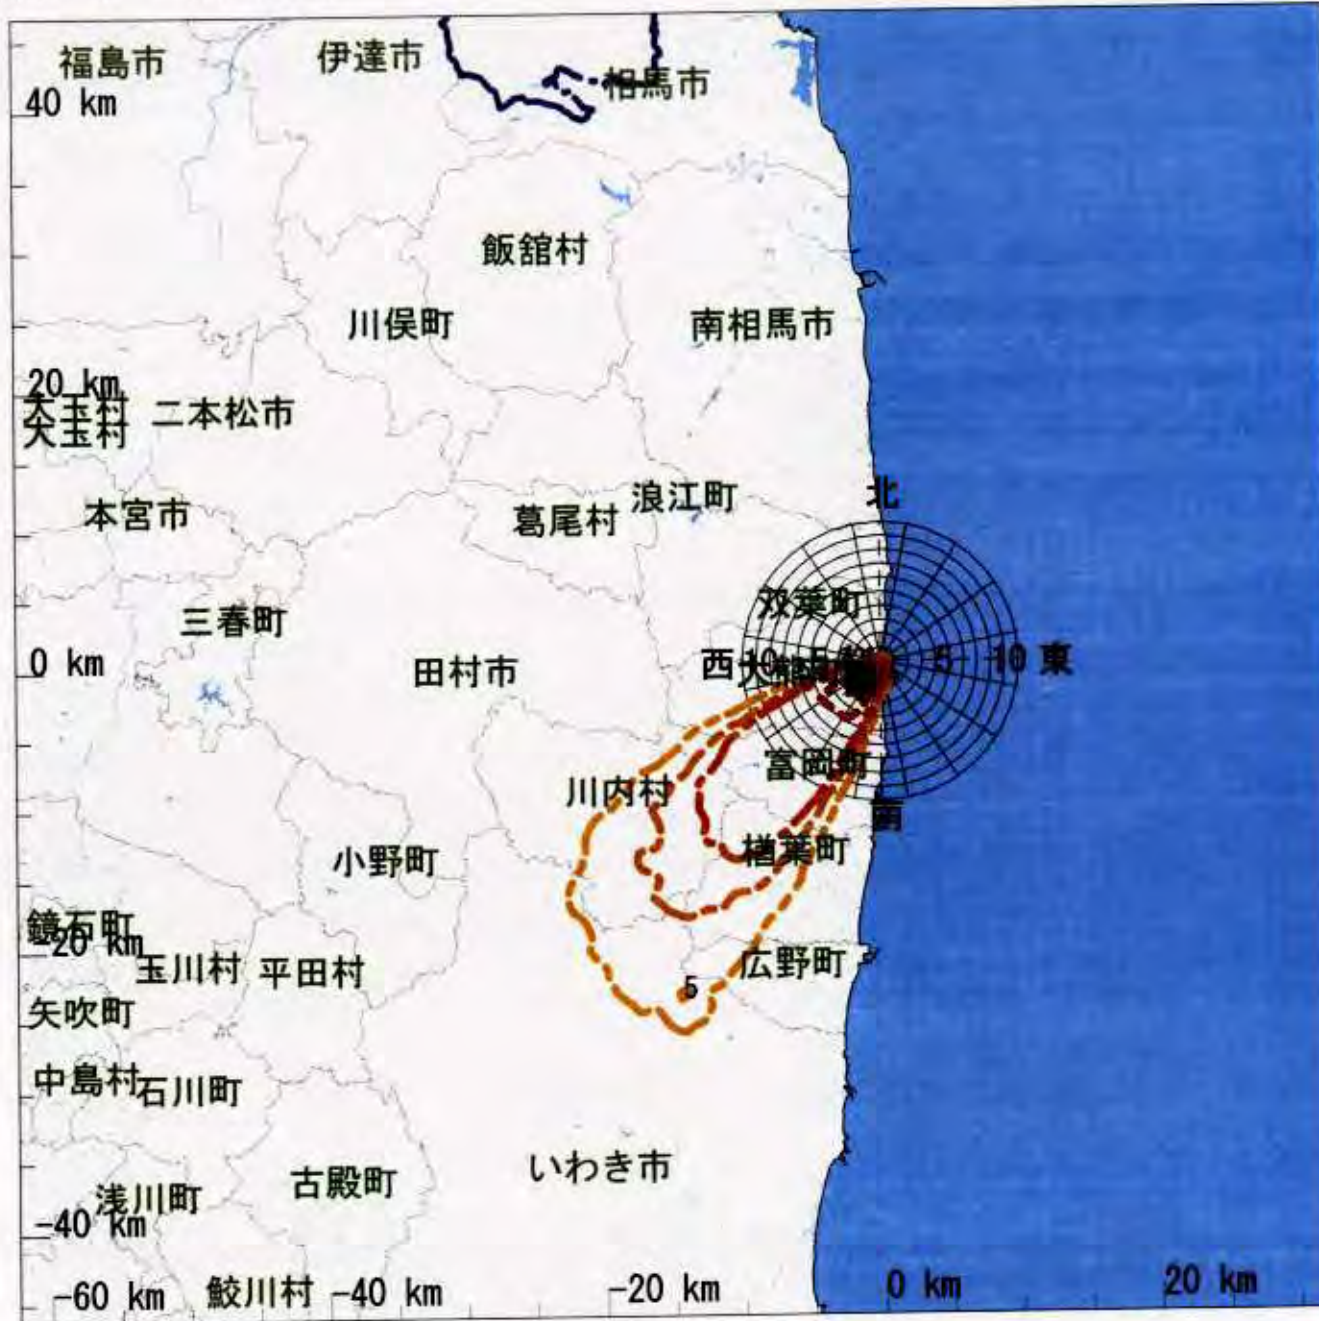 福島市
伊達市
相馬市
40 km
飯舘村
川俣町
南相馬市
20 km
大玉村
二本松市
大玉村
本宮市
葛尾村
浪江町
北
双葉町
三春町
0 km
田村市
西
10
5
5
10
東
富岡町
川内村
南
楢葉町
小野町
鏡石町
-20 km
玉川村
平田村
広野町
5
矢吹町
中島村
石川町
いわき市
古殿町
浅川町
-40 km
-60 km
鮫川村
-40 km
-20 km
0 km
20 km